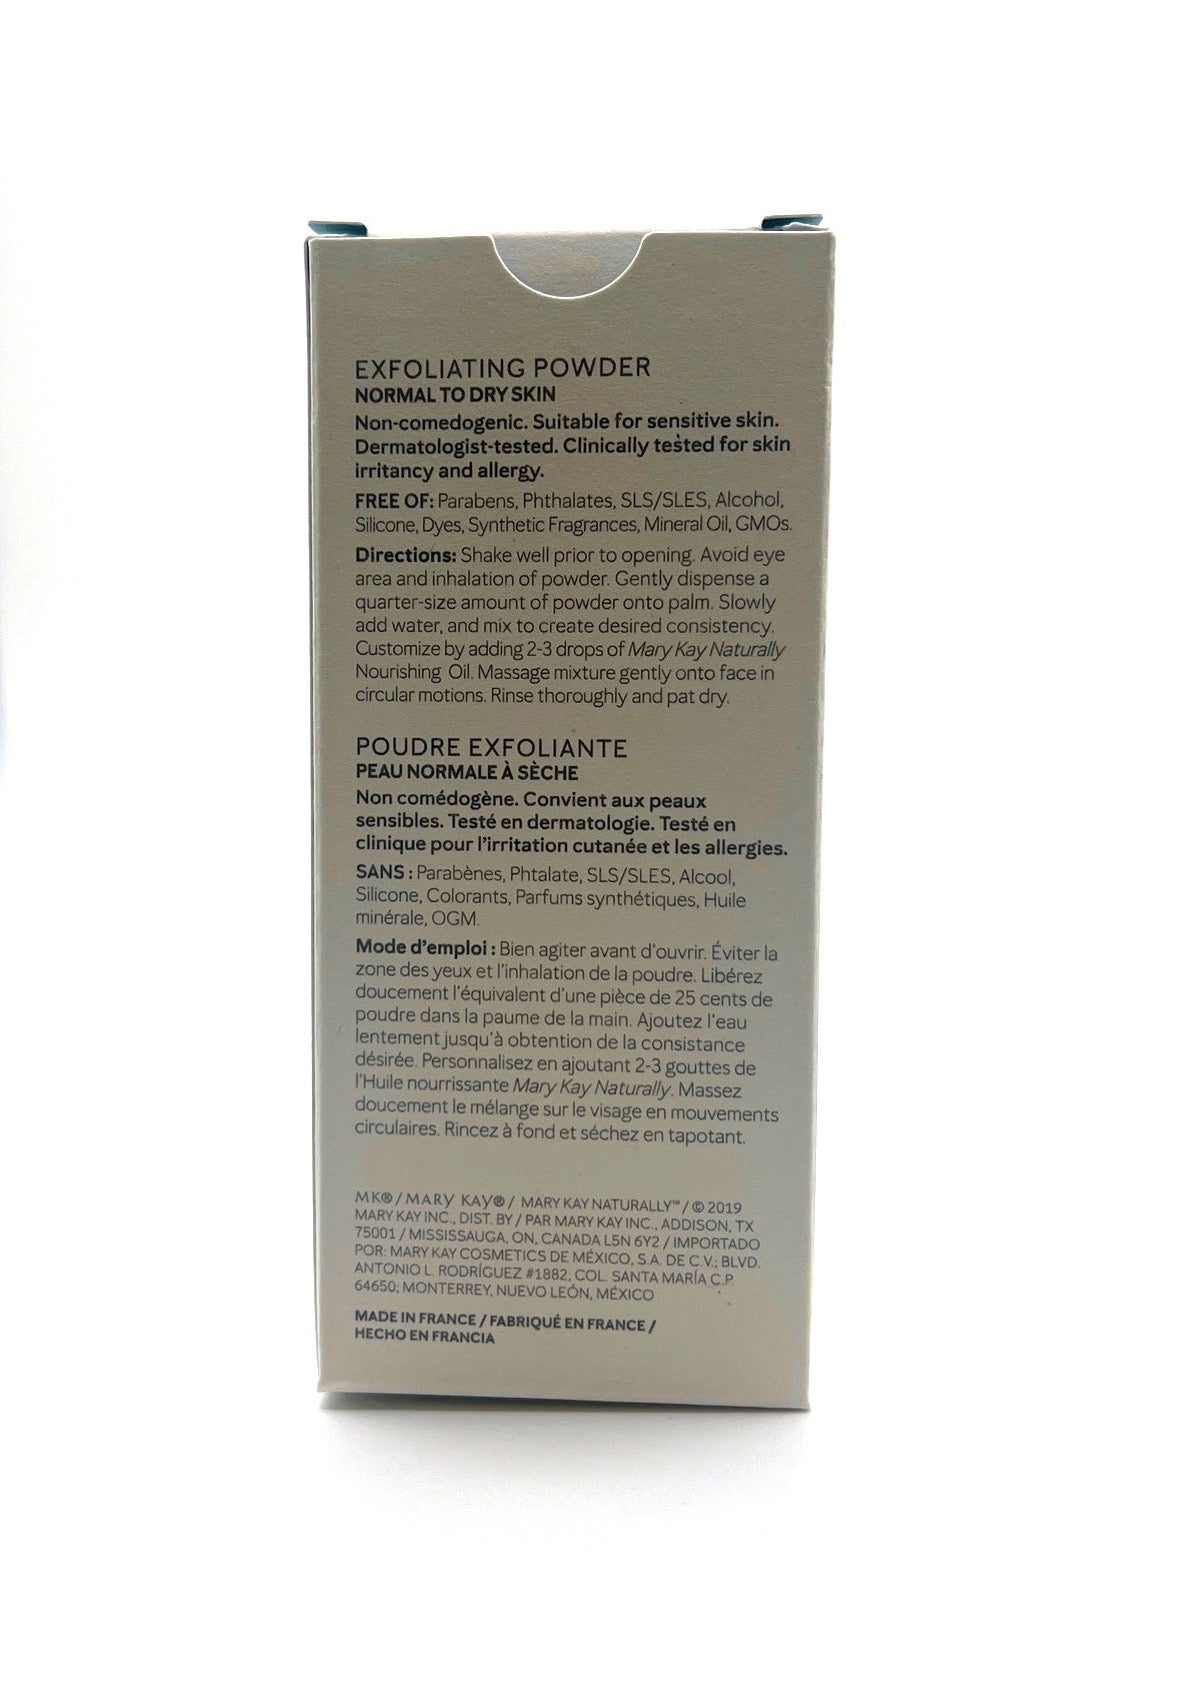 EXFOLIATING POWDER
NORMAL TO DRY SKIN
Non-comedogenic. Suitable for sensitive skin.
Dermatologist-tested. Clinically tested for skin
irritancy and allergy.
FREE OF: Parabens, Phthalates, SLS/SLES, Alcohol,
Silicone, Dyes, Synthetic Fragrances, Mineral Oil, GMOs.
Directions: Shake well prior to opening. Avoid eye
area and inhalation of powder. Gently dispense a
quarter-size amount of powder onto palm. Slowly
add water, and mix to create desired consistency.
Customize by adding 2-3 drops of Mary Kay Naturally
Nourishing Oil. Massage mixture gently onto face in
circular motions. Rinse thoroughly and pat dry.
POUDRE EXFOLIANTE
PEAU NORMALE À SÈCHE
Non comédogène. Convient aux peaux
sensibles. Testé en dermatologie. Testé en
clinique pour l'irritation cutanée et les allergies.
SANS : Parabènes, Phtalate, SLS/SLES, Alcool,
Silicone, Colorants, Parfums synthétiques, Huile
minérale, OGM.
Mode d'emploi : Bien agiter avant d'ouvrir. Éviter la
zone des yeux et l'inhalation de la poudre. Libérez
doucement l'équivalent d'une pièce de 25 cents de
poudre dans la paume de la main. Ajoutez l'eau
lentement jusqu'à obtention de la consistance
désirée. Personnalisez en ajoutant 2-3 gouttes de
l'Huile nourrissante Mary Kay Naturally. Massez
doucement le mélange sur le visage en mouvements
circulaires. Rincez à fond et séchez en tapotant.
MK® / MARY KAY® / MARY KAY NATURALLY™ / © 2019
MARY KAY INC., DIST. BY / PAR MARY KAY INC., ADDISON, TX
75001 / MISSISSAUGA, ON, CANADA L5N 6Y2 / IMPORTADO
POR: MARY KAY COSMETICS DE MÉXICO, S.A. DE C.V.; BLVD.
ANTONIO L. RODRÍGUEZ #1882; COL. SANTA MARÍA C.P.
64650; MONTERREY, NUEVO LEÓN, MÉXICO
MADE IN FRANCE / FABRIQUÉ EN FRANCE /
HECHO EN FRANCIA